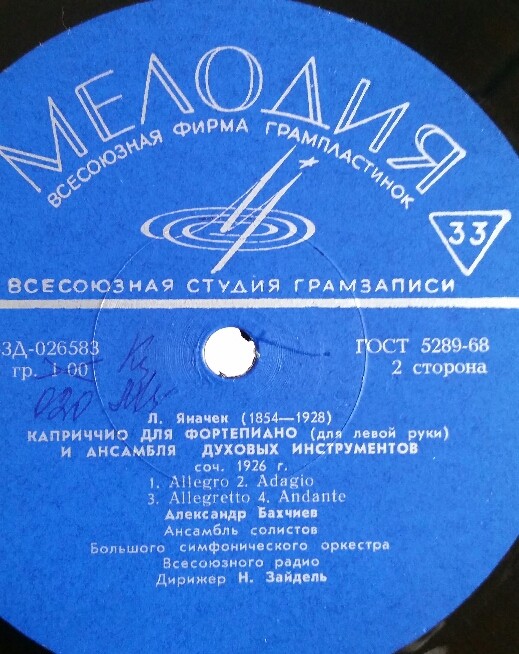 МЕЛОДИЯ
ВСЕСОЮЗНАЯ ФИРМА ГРАМПЛАСТИНОК
33
ВСЕСОЮЗНАЯ СТУДИЯ ГРАМЗАПИСИ
33Д-026583
ГОСТ 5289-68
гр. 1-00
2 сторона
020
Л. Яначек (1854—1928)
КАПРИЧЧИО ДЛЯ ФОРТЕПИАНО (для левой руки)
И АНСАМБЛЯ ДУХОВЫХ ИНСТРУМЕНТОВ
соч. 1926 г.
1. Allegro 2. Adagio
3. Allegretto 4. Andante
Александр Бахчиев
Ансамбль солистов
Большого симфонического оркестра
Всесоюзного радио
Дирижер Н. Зайдель